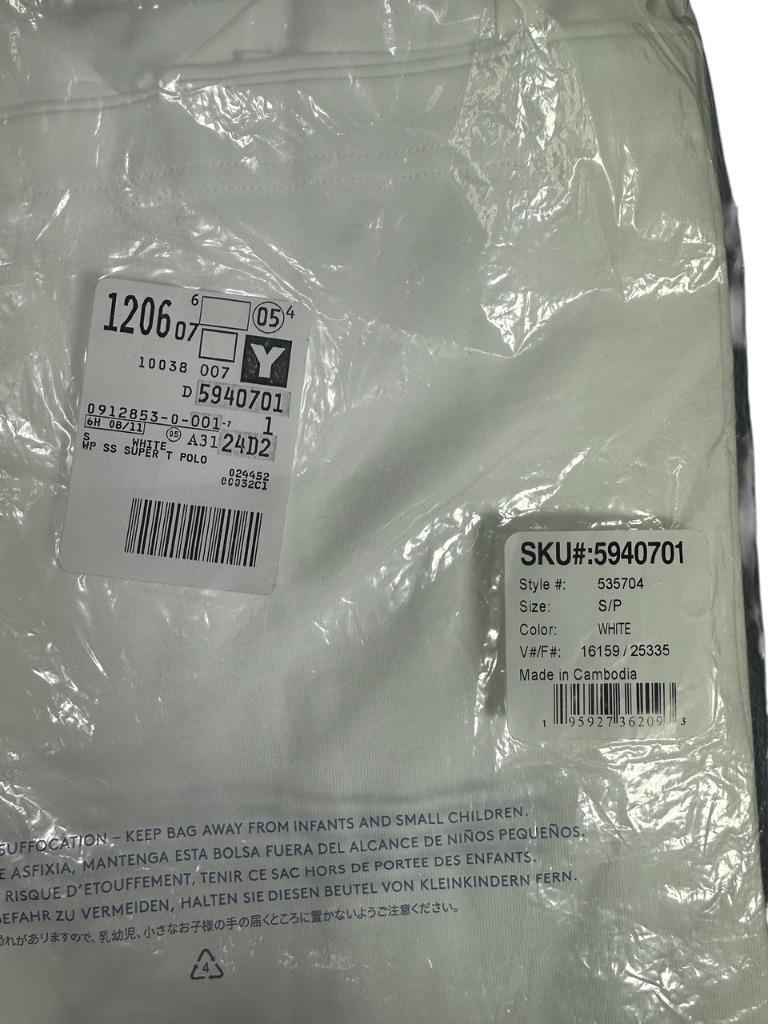 1206 07
6
05
4
Y
10038 007
D 5940701
0912853-0-001-7 1
6H 08/11 05 A31 24D2
S WHITE
WP SS SUPER T POLO
024452
00032C1
SKU#:5940701
Style #: 535704
Size: S/P
Color: WHITE
V#/F#: 16159 / 25335
Made in Cambodia
1 95927 36209 3
SUFFOCATION – KEEP BAG AWAY FROM INFANTS AND SMALL CHILDREN.
E ASFIXIA, MANTENGA ESTA BOLSA FUERA DEL ALCANCE DE NIÑOS PEQUEÑOS.
RISQUE D'ETOUFFEMENT, TENIR CE SAC HORS DE PORTEE DES ENFANTS.
GEFAHR ZU VERMEIDEN, HALTEN SIE DIESEN BEUTEL VON KLEINKINDERN FERN.
恐れがありますので、乳幼児、小さなお子様の手の届くところに置かないようご注意ください。
4